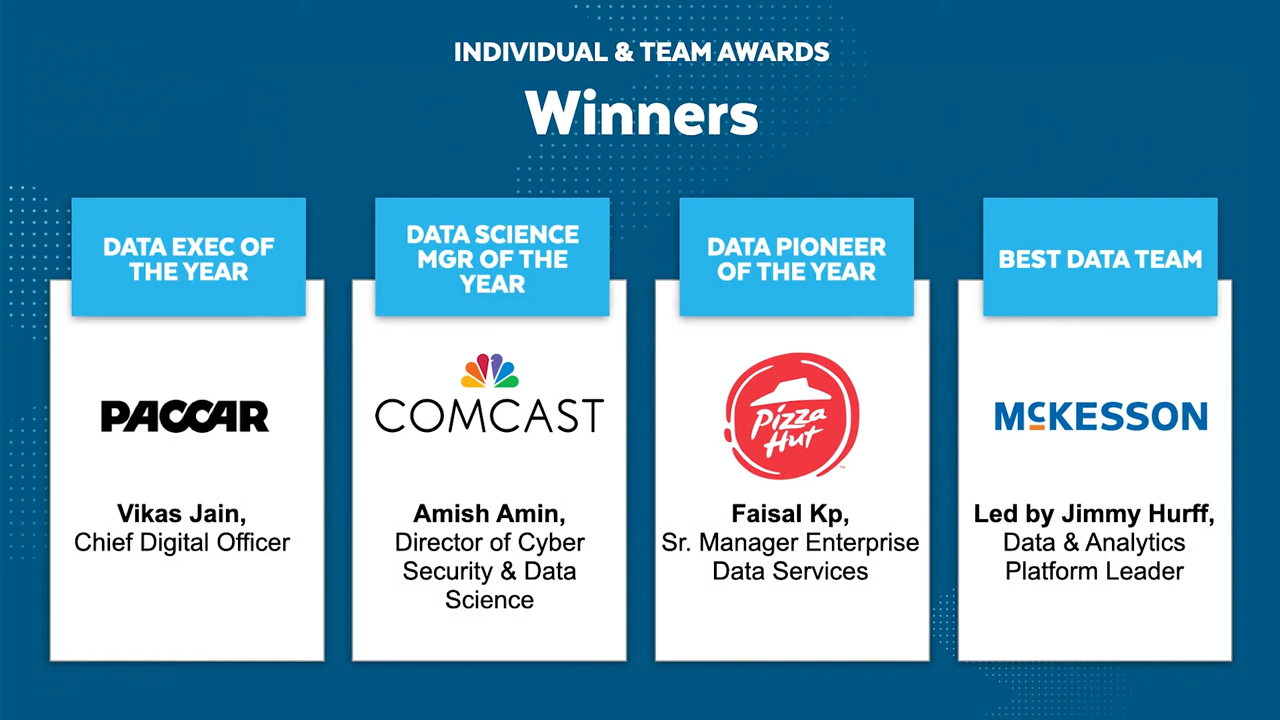 INDIVIDUAL & TEAM AWARDS
Winners
DATA EXEC OF
THE YEAR
PACCAR
Vikas Jain,
Chief Digital Officer
DATA SCIENCE
MGR OF THE
YEAR
COMCAST
Amish Amin,
Director of Cyber
Security & Data
Science
DATA PIONEER
OF THE YEAR
Pizza
Hut
™
Faisal Kp,
Sr. Manager Enterprise
Data Services
BEST DATA TEAM
McKESSON
Led by Jimmy Hurff,
Data & Analytics
Platform Leader